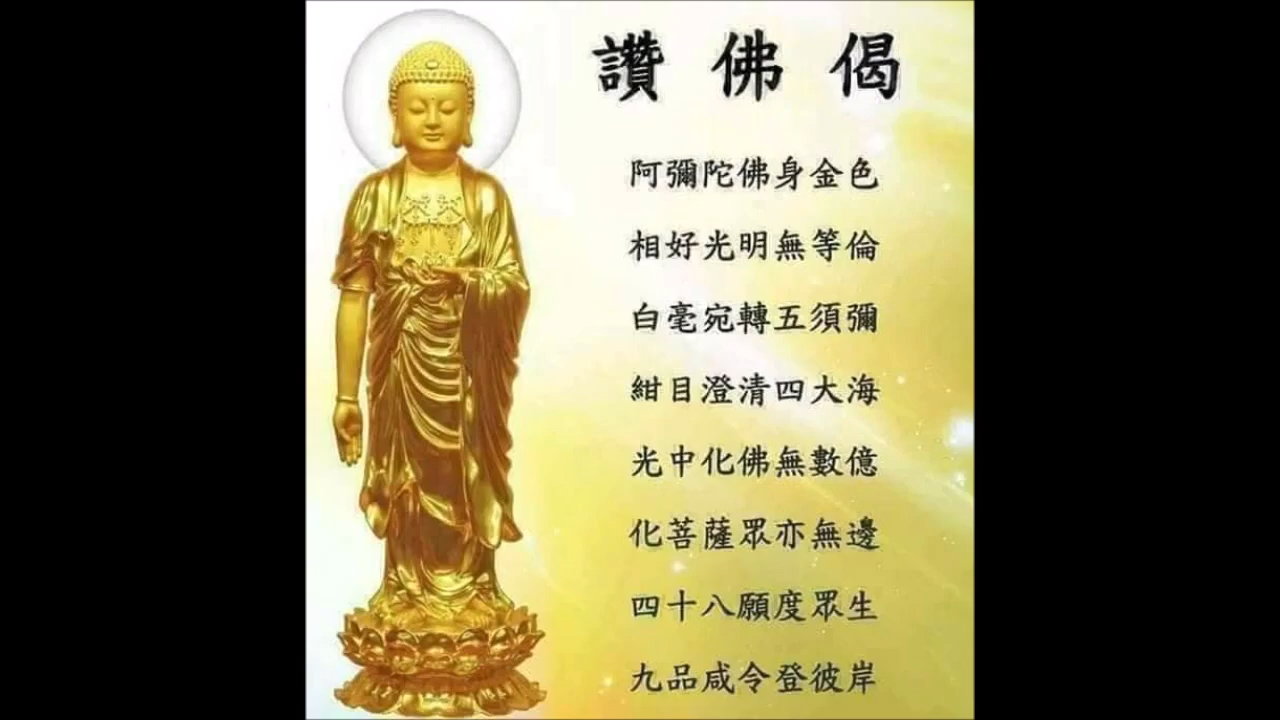 讚佛偈
阿彌陀佛身金色
相好光明無等倫
白毫宛轉五須彌
紺目澄清四大海
光中化佛無數億
化菩薩眾亦無邊
四十八願度眾生
九品咸令登彼岸